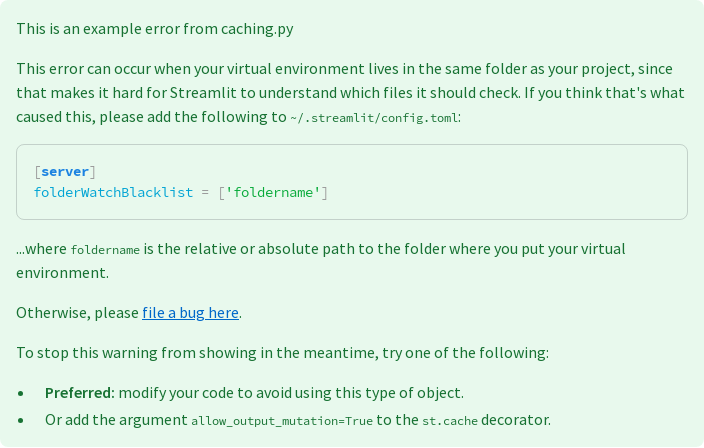 This is an example error from caching.py
This error can occur when your virtual environment lives in the same folder as your project, since
that makes it hard for Streamlit to understand which files it should check. If you think that's what
caused this, please add the following to ~/.streamlit/config.toml:
[server]
folderWatchBlacklist = ['foldername']
...where foldername is the relative or absolute path to the folder where you put your virtual
environment.
Otherwise, please file a bug here.
To stop this warning from showing in the meantime, try one of the following:
• Preferred: modify your code to avoid using this type of object.
• Or add the argument allow_output_mutation=True to the st.cache decorator.